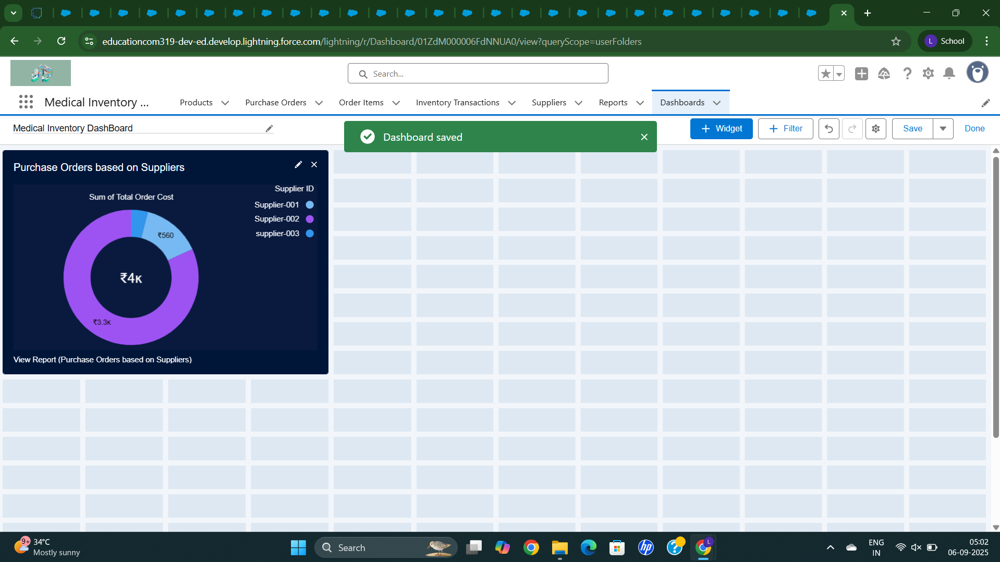 educationcom319-dev-ed.develop.lightning.force.com/lightning/r/Dashboard/01ZdM000006FdNNUA0/view?queryScope=userFolders
L School
Search...
Medical Inventory ...
Products
Purchase Orders
Order Items
Inventory Transactions
Suppliers
Reports
Dashboards
Medical Inventory DashBoard
Dashboard saved
+ Widget
+ Filter
Save
Done
Purchase Orders based on Suppliers
Supplier ID
Sum of Total Order Cost
Supplier-001
Supplier-002
supplier-003
₹560
₹4K
₹3.3K
View Report (Purchase Orders based on Suppliers)
9+
34°C
Mostly sunny
Search
hp
L
ENG
IN
05:02
06-09-2025